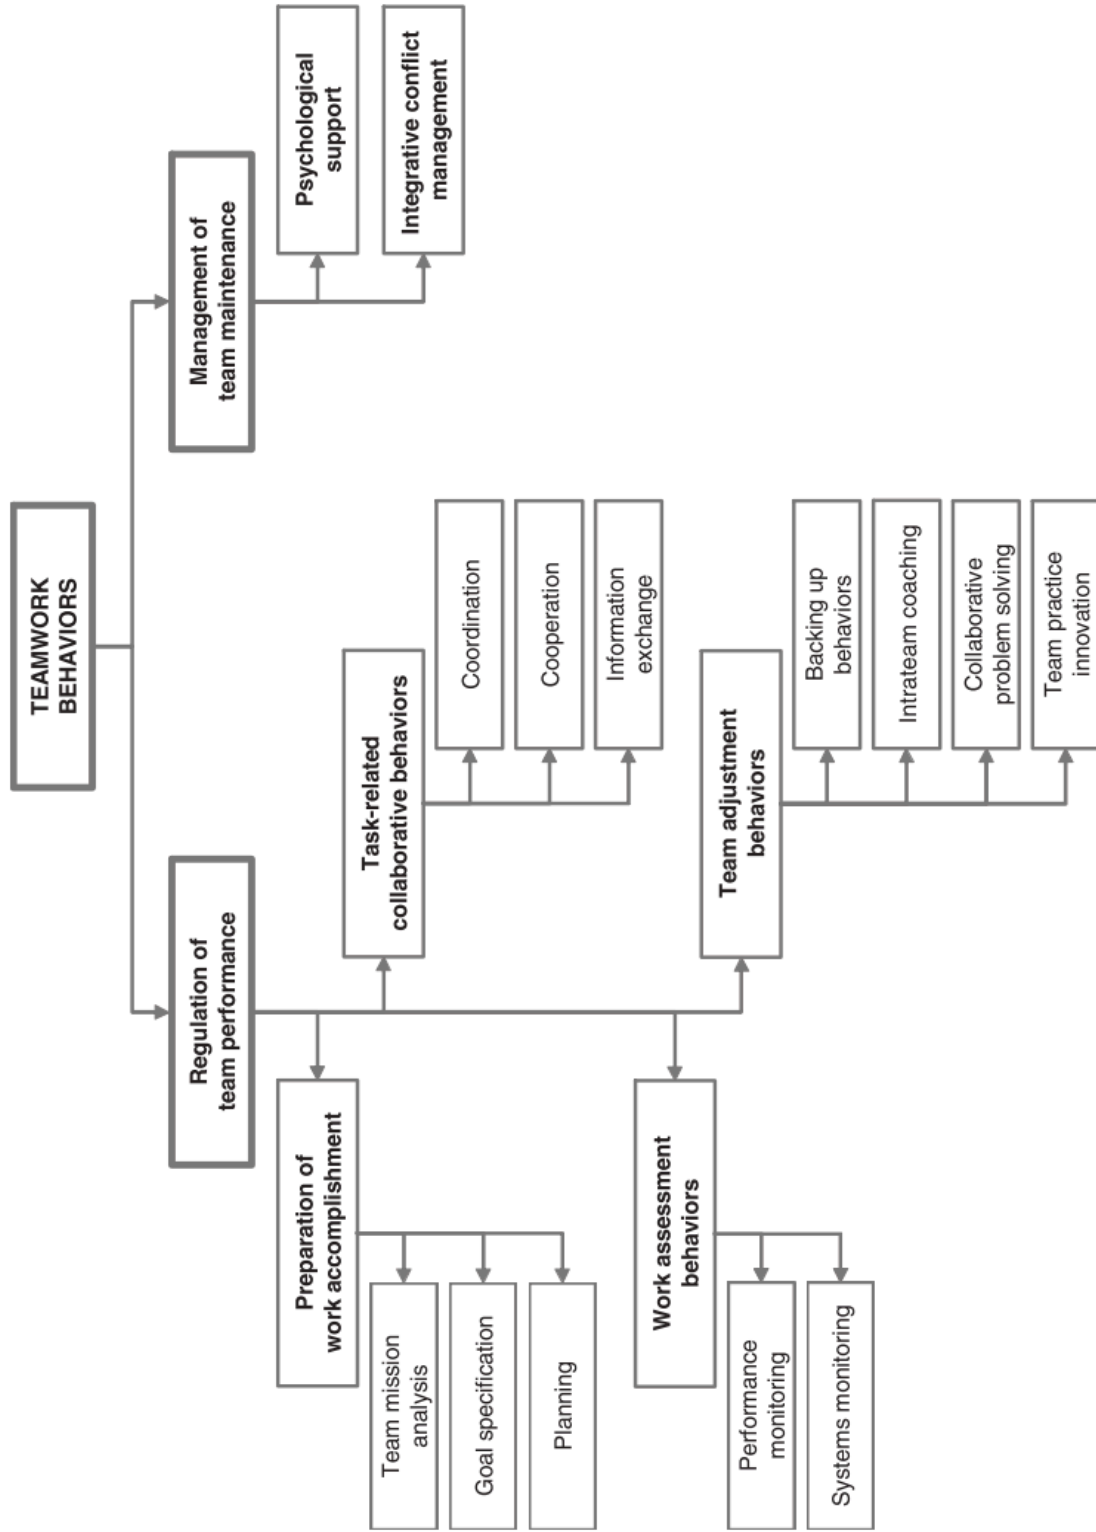 TEAMWORK
BEHAVIORS
Regulation of
team performance
Management of
team maintenance
Preparation of
work accomplishment
Team mission
analysis
Goal specification
Planning
Task-related
collaborative behaviors
Coordination
Cooperation
Information
exchange
Work assessment
behaviors
Performance
monitoring
Systems monitoring
Team adjustment
behaviors
Backing up
behaviors
Intrateam coaching
Collaborative
problem solving
Team practice
innovation
Psychological
support
Integrative conflict
management